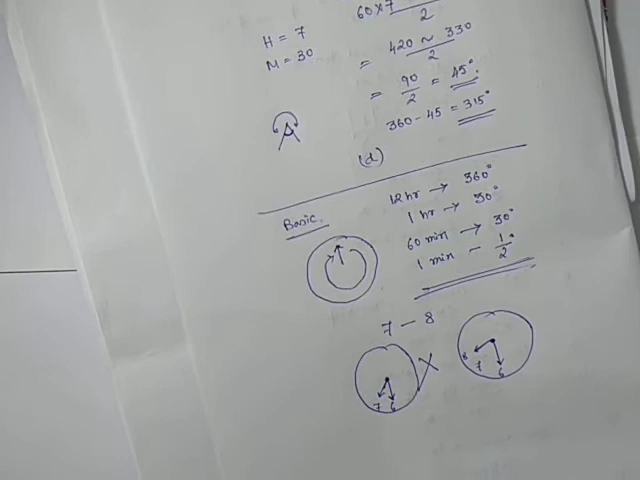 60×7
2
H = 7
M = 30
= 420 ~ 330
2
= 90
2 = 45°
360 - 45 = 315°
A
(d)
Basic.
12 hr → 360°
1 hr → 30°
60 min → 30°
1 min - 1°
2
7 - 8
7 6
X
8 7 6